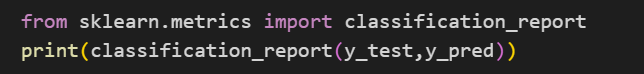 from sklearn.metrics import classification_report
print(classification_report(y_test,y_pred))